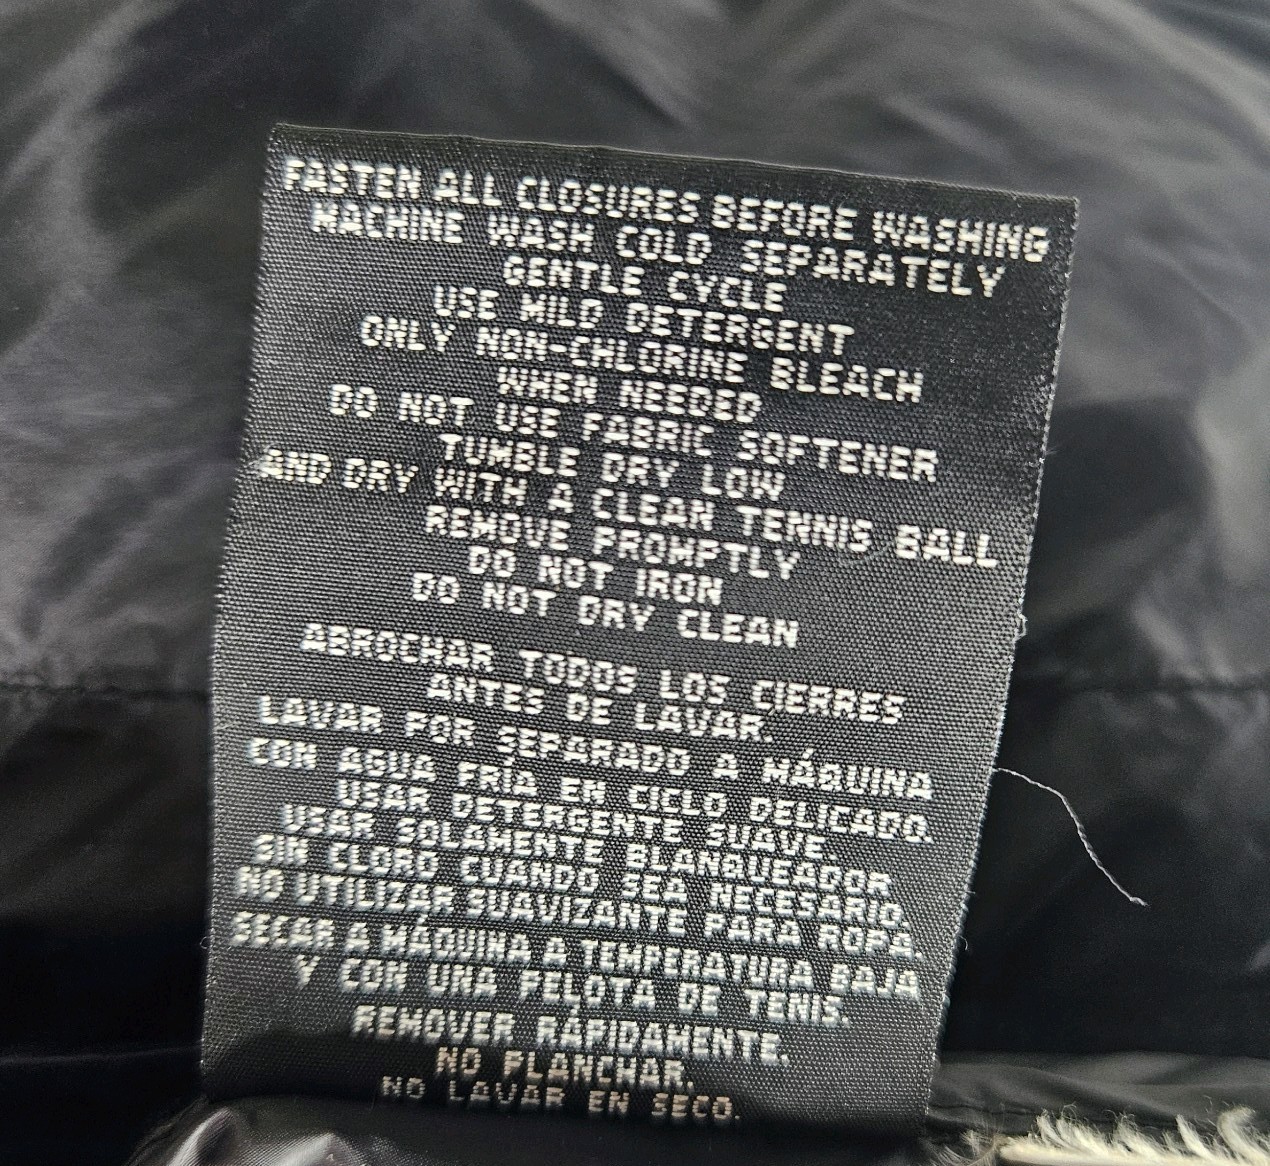 FASTEN ALL CLOSURES BEFORE WASHING
MACHINE WASH COLD SEPARATELY
GENTLE CYCLE
USE MILD DETERGENT
ONLY NON-CHLORINE BLEACH
WHEN NEEDED
DO NOT USE FABRIC SOFTENER
TUMBLE DRY LOW
AND DRY WITH A CLEAN TENNIS BALL
REMOVE PROMPTLY
DO NOT IRON
DO NOT DRY CLEAN
ABROCHAR TODOS LOS CIERRES
ANTES DE LAVAR.
LAVAR POR SEPARADO A MÁQUINA
CON AGUA FRÍA EN CICLO DELICADO.
USAR DETERGENTE SUAVE.
USAR SOLAMENTE BLANQUEADOR
SIN CLORO CUANDO SEA NECESARIO.
NO UTILIZAR SUAVIZANTE PARA ROPA.
SECAR A MÁQUINA A TEMPERATURA BAJA
Y CON UNA PELOTA DE TENIS.
REMOVER RÁPIDAMENTE.
NO PLANCHAR.
NO LAVAR EN SECO.